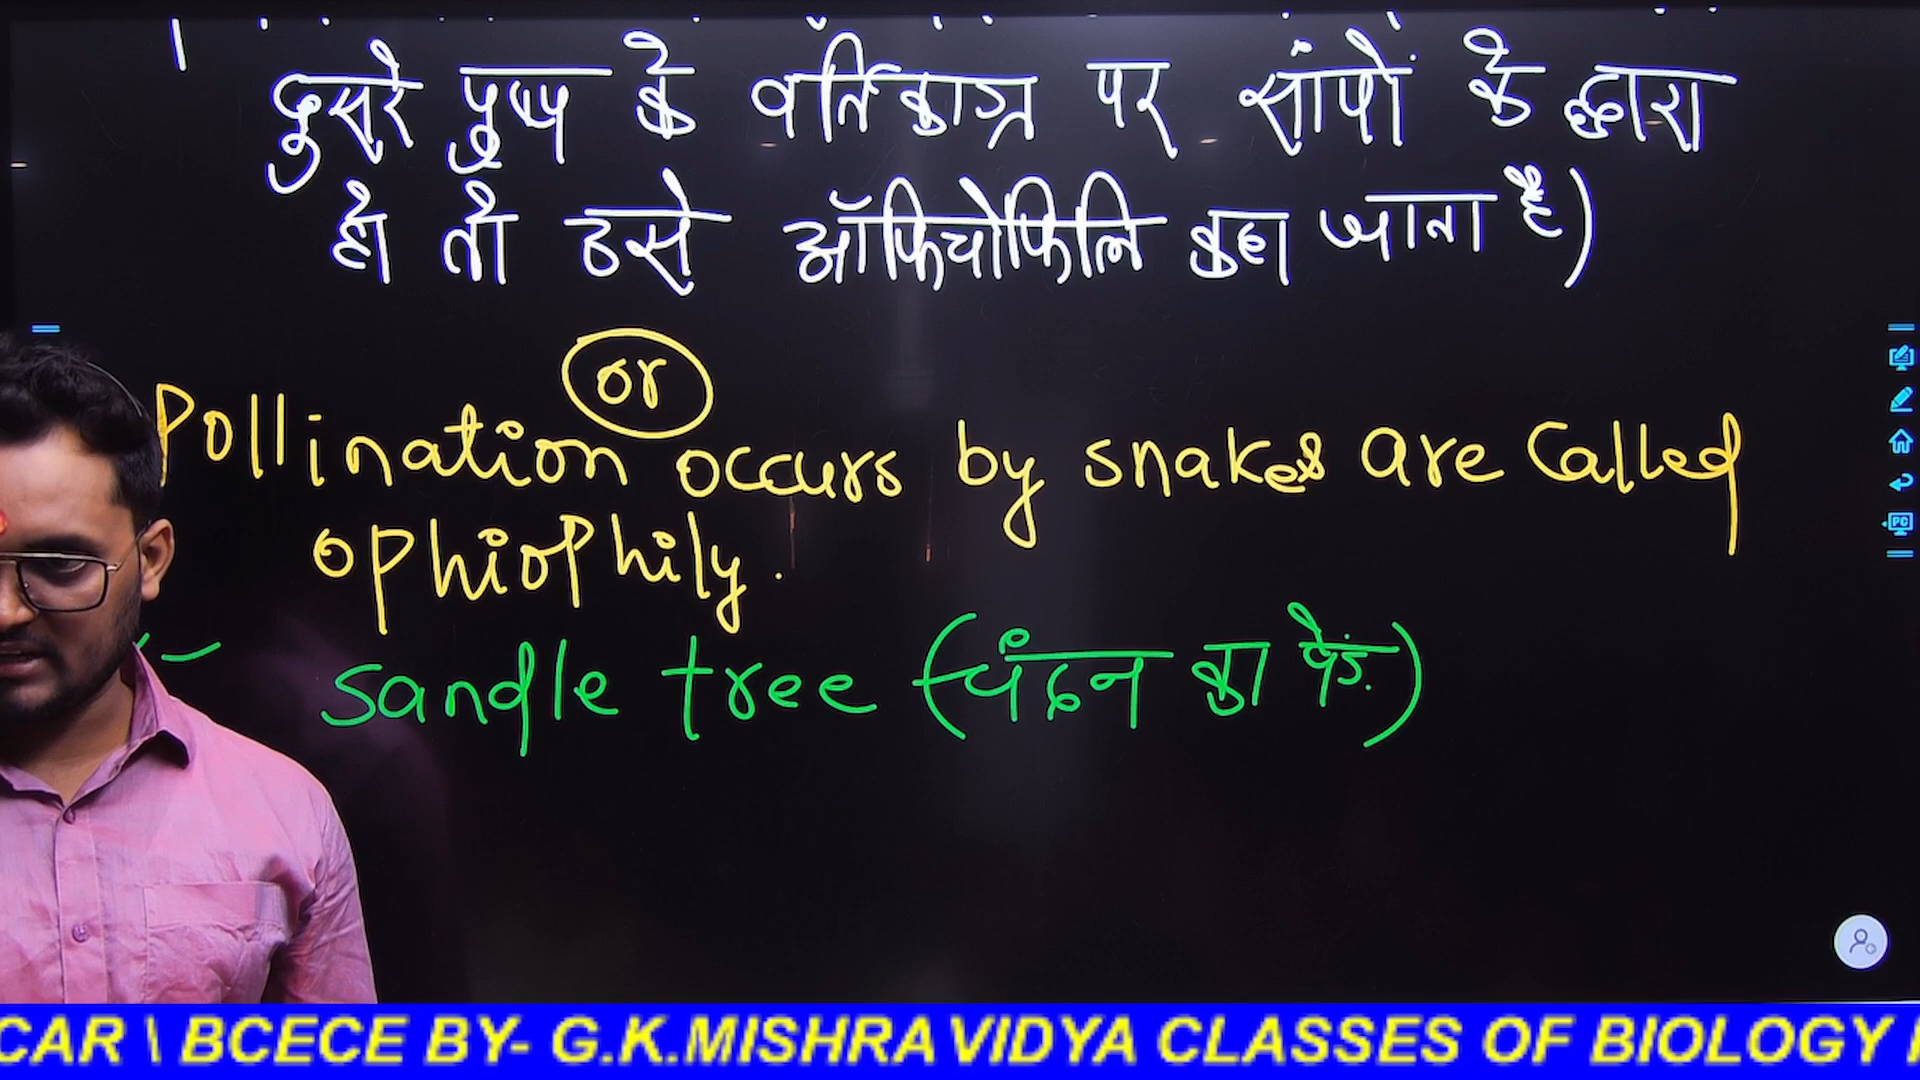 दुसरे पुष्प के वर्तिकाग्र पर सांपों के द्वारा
हो तो उसे ऑफियोफिलि कहा जाता है)
or
Pollination occurs by snakes are called
ophiophily.
sandle tree (चंदन का पेड़)
CAR \ BCECE BY- G.K.MISHRA VIDYA CLASSES OF BIOLOGY